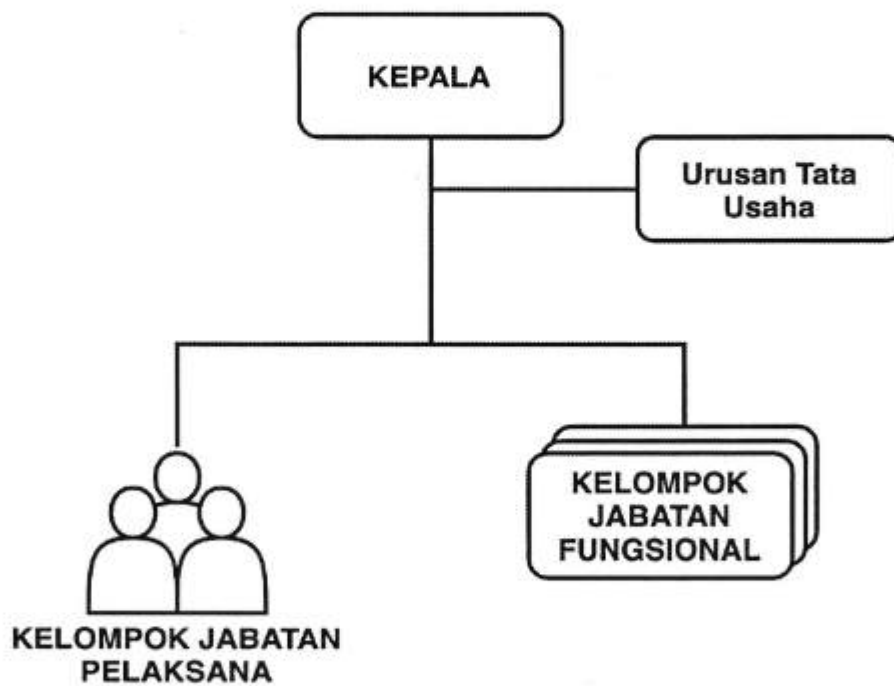 KEPALA
Urusan Tata
Usaha
KELOMPOK
JABATAN
FUNGSIONAL
KELOMPOK JABATAN
PELAKSANA